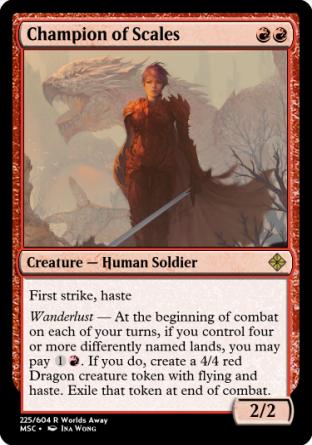 Champion of Scales
Creature — Human Soldier
First strike, haste
Wanderlust — At the beginning of combat
on each of your turns, if you control four
or more differently named lands, you may
pay 1 R. If you do, create a 4/4 red
Dragon creature token with flying and
haste. Exile that token at end of combat.
2/2
225/604 R Worlds Away
MSC • Ina Wong